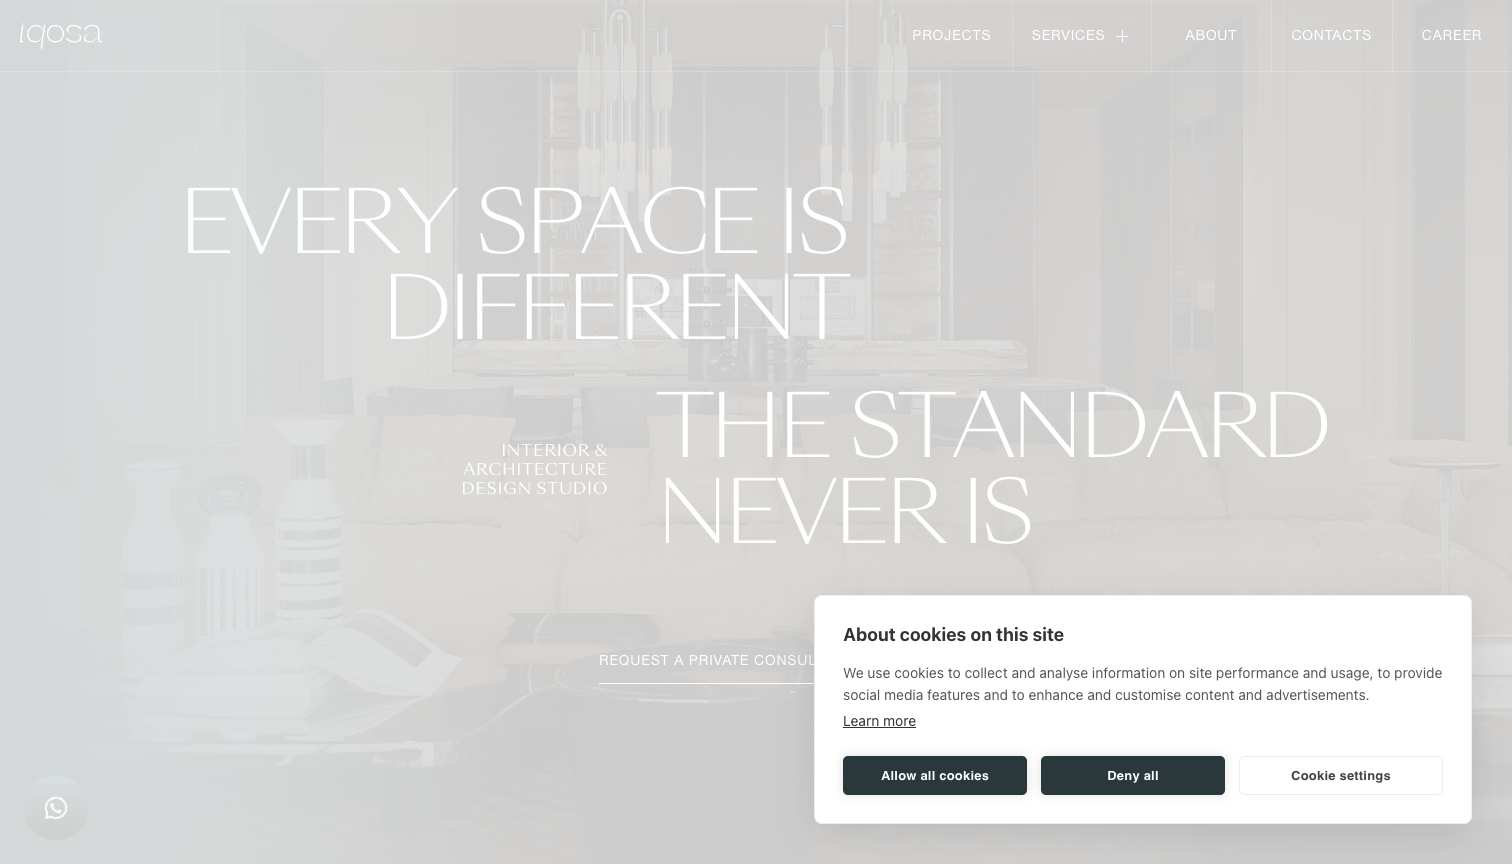 iqosa
PROJECTS
SERVICES
ABOUT
CONTACTS
CAREER
EVERY SPACE IS
DIFFERENT
THE STANDARD
NEVER IS
INTERIOR &
ARCHITECTURE
DESIGN STUDIO
REQUEST A PRIVATE CONSUL
About cookies on this site
We use cookies to collect and analyse information on site performance and usage, to provide
social media features and to enhance and customise content and advertisements.
Learn more
Allow all cookies
Deny all
Cookie settings